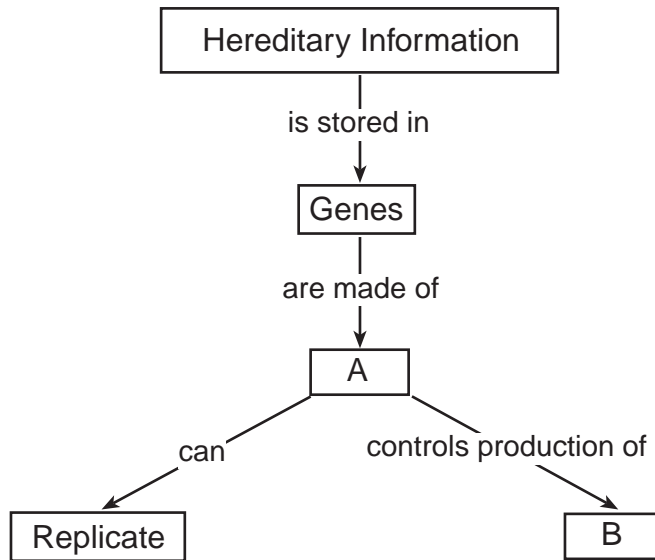 Hereditary Information
is stored in
Genes
are made of
A
can
controls production of
Replicate
B